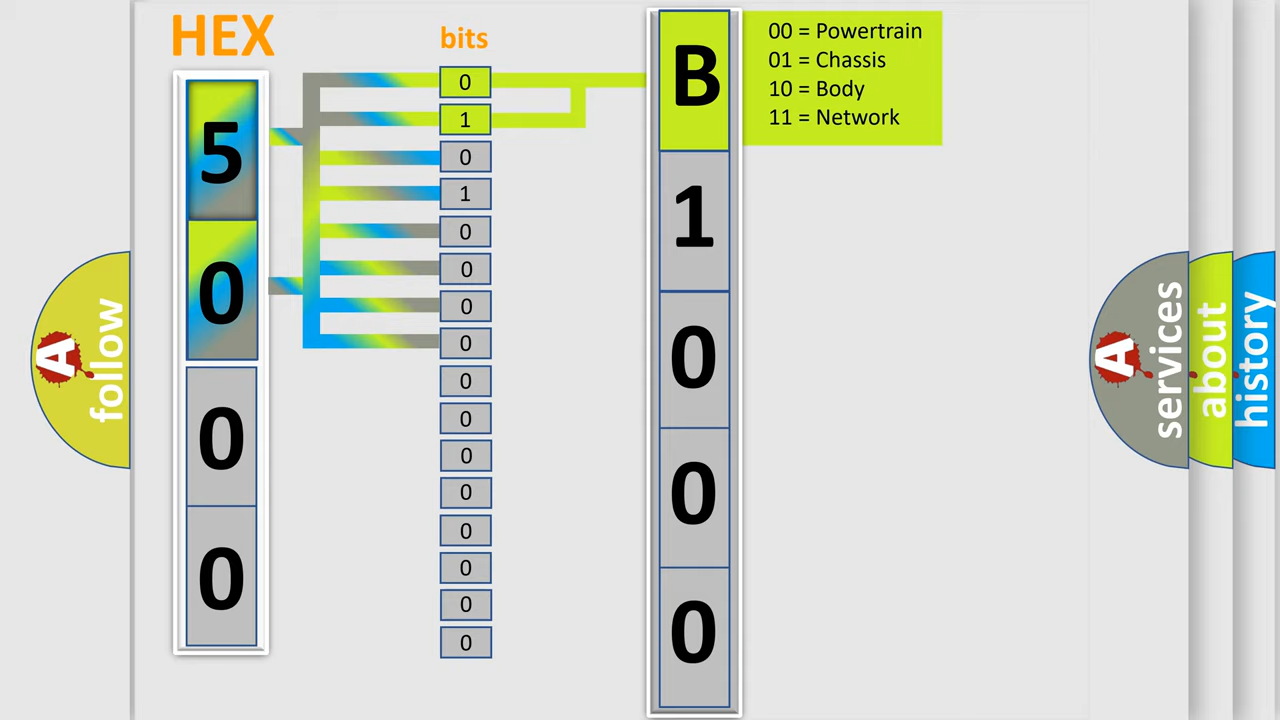 HEX
bits
5
0
0
0
0
1
0
1
0
0
0
0
0
0
0
0
0
0
0
0
B
1
0
0
0
00 = Powertrain
01 = Chassis
10 = Body
11 = Network
A
follow
A
services
about
history